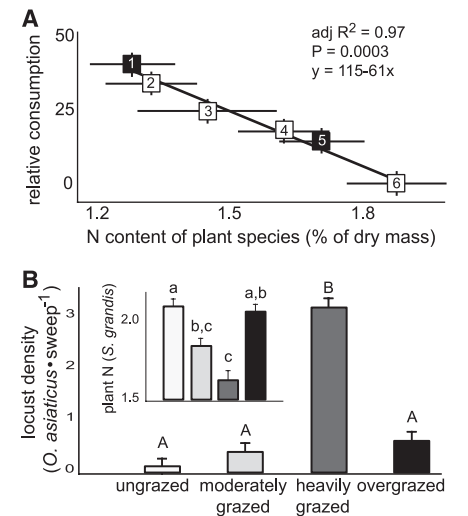 A
adj R² = 0.97
P = 0.0003
y = 115-61x
relative consumption
50
25
0
1
2
3
4
5
6
1.2
1.5
1.8
N content of plant species (% of dry mass)
B
locust density
(O. asiaticus•sweep⁻¹)
3
2
1
0
plant N (S. grandis)
2.0
1.5
a
b,c
c
a,b
A
A
B
A
ungrazed
moderately
grazed
heavily
grazed
overgrazed